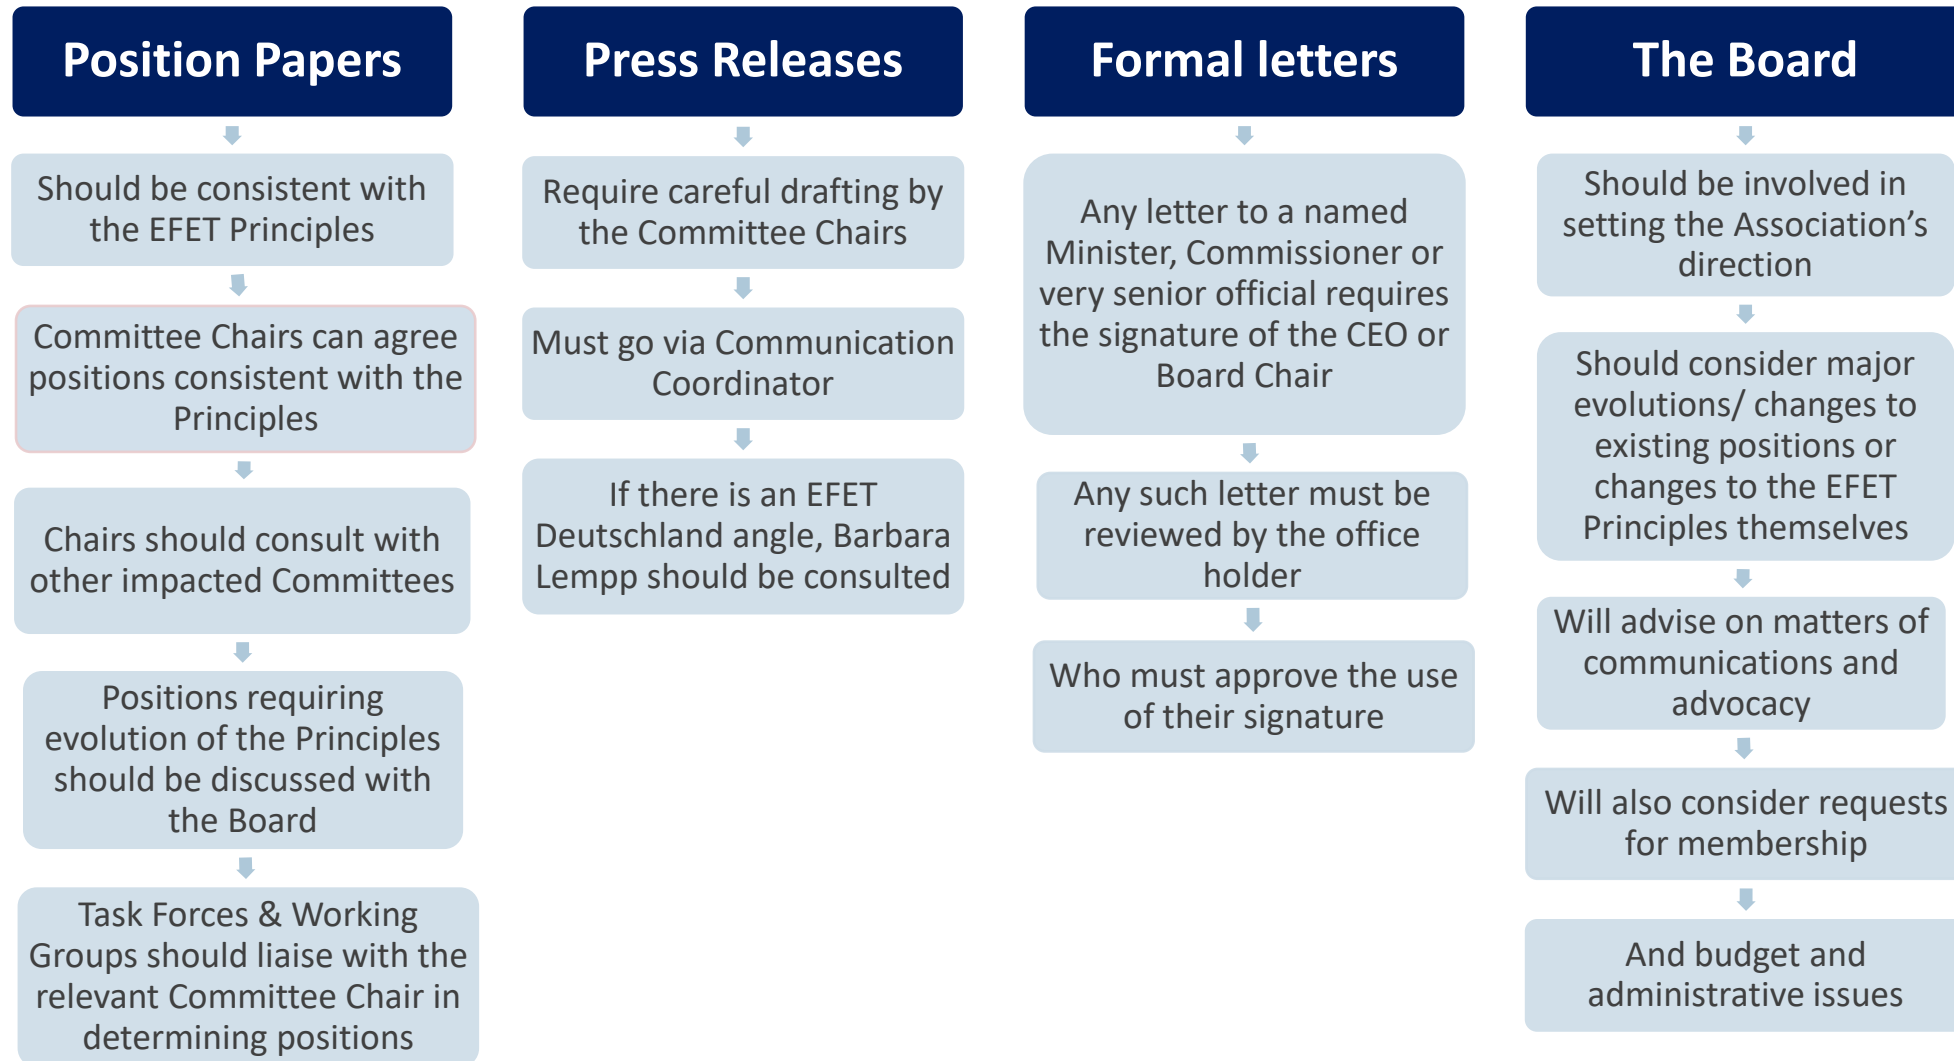 Position Papers
Should be consistent with
the EFET Principles
Committee Chairs can agree
positions consistent with the
Principles
Chairs should consult with
other impacted Committees
Positions requiring
evolution of the Principles
should be discussed with
the Board
Task Forces & Working
Groups should liaise with the
relevant Committee Chair in
determining positions
Press Releases
Require careful drafting by
the Committee Chairs
Must go via Communication
Coordinator
If there is an EFET
Deutschland angle, Barbara
Lempp should be consulted
Formal letters
Any letter to a named
Minister, Commissioner or
very senior official requires
the signature of the CEO or
Board Chair
Any such letter must be
reviewed by the office
holder
Who must approve the use
of their signature
The Board
Should be involved in
setting the Association’s
direction
Should consider major
evolutions/ changes to
existing positions or
changes to the EFET
Principles themselves
Will advise on matters of
communications and
advocacy
Will also consider requests
for membership
And budget and
administrative issues